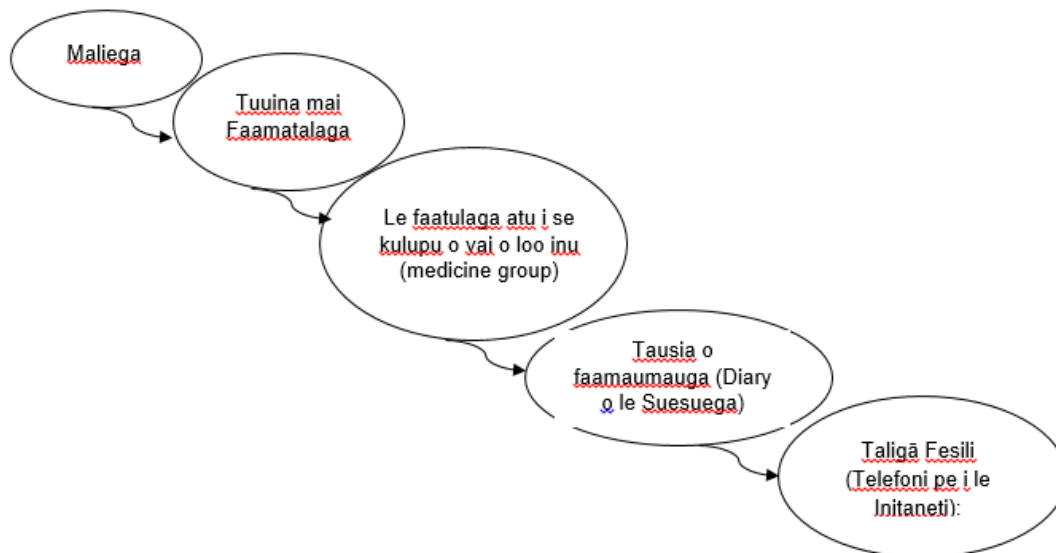 Maliega
Tuuina mai
Faamatalaga
Le faatulaga atu i se
kulupu o vai o loo inu
(medicine group)
Tausia o
faamaumauga (Diary
o le Suesuega)
Taligā Fesili
(Telefoni pe i le
Initaneti):